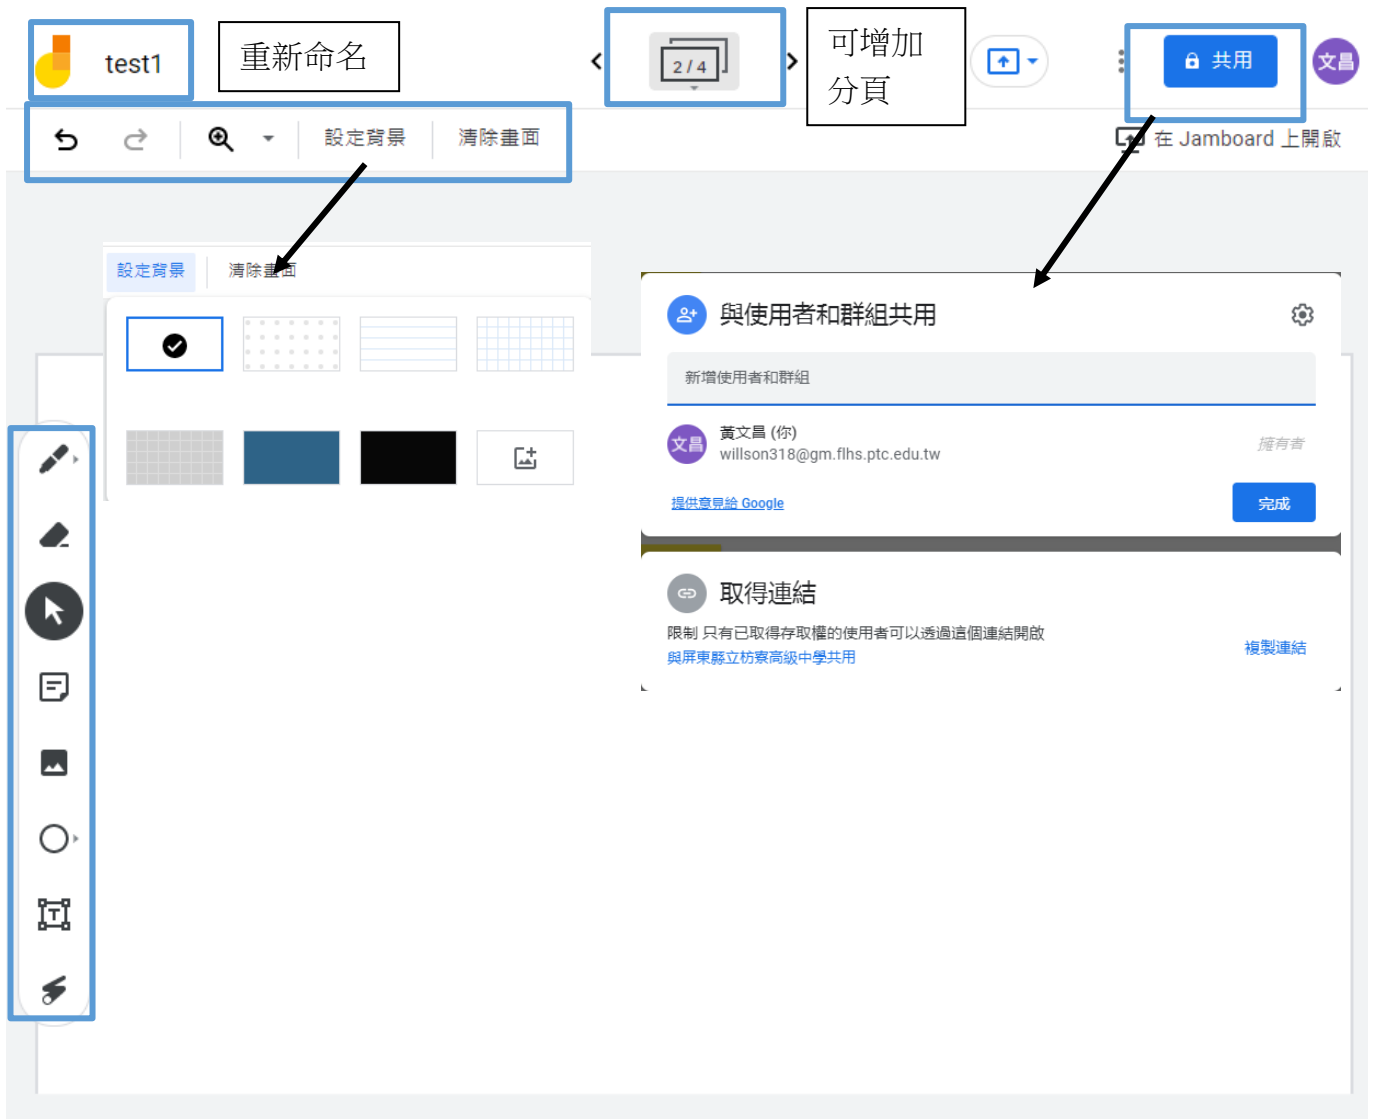 test1
重新命名
2 / 4
可增加
分頁
共用
文昌
設定背景
清除畫面
在 Jamboard 上開啟
設定背景
清除畫面
與使用者和群組共用
新增使用者和群組
文昌
黃文昌 (你)
willson318@gm.flhs.ptc.edu.tw
擁有者
提供意見給 Google
完成
取得連結
限制 只有已取得存取權的使用者可以透過這個連結開啟
與屏東縣立枋寮高級中學共用
複製連結